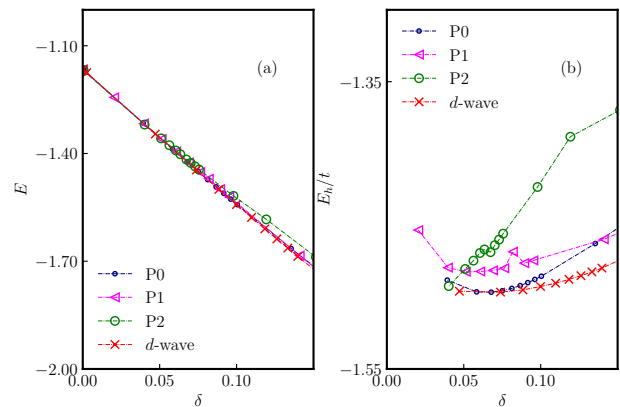 −1.10
−1.40
−1.70
−2.00
E
(a)
P0
P1
P2
d-wave
0.00
0.05
0.10
δ
P0
P1
P2
d-wave
(b)
−1.35
−1.55
E_h/t
0.05
0.10
δ